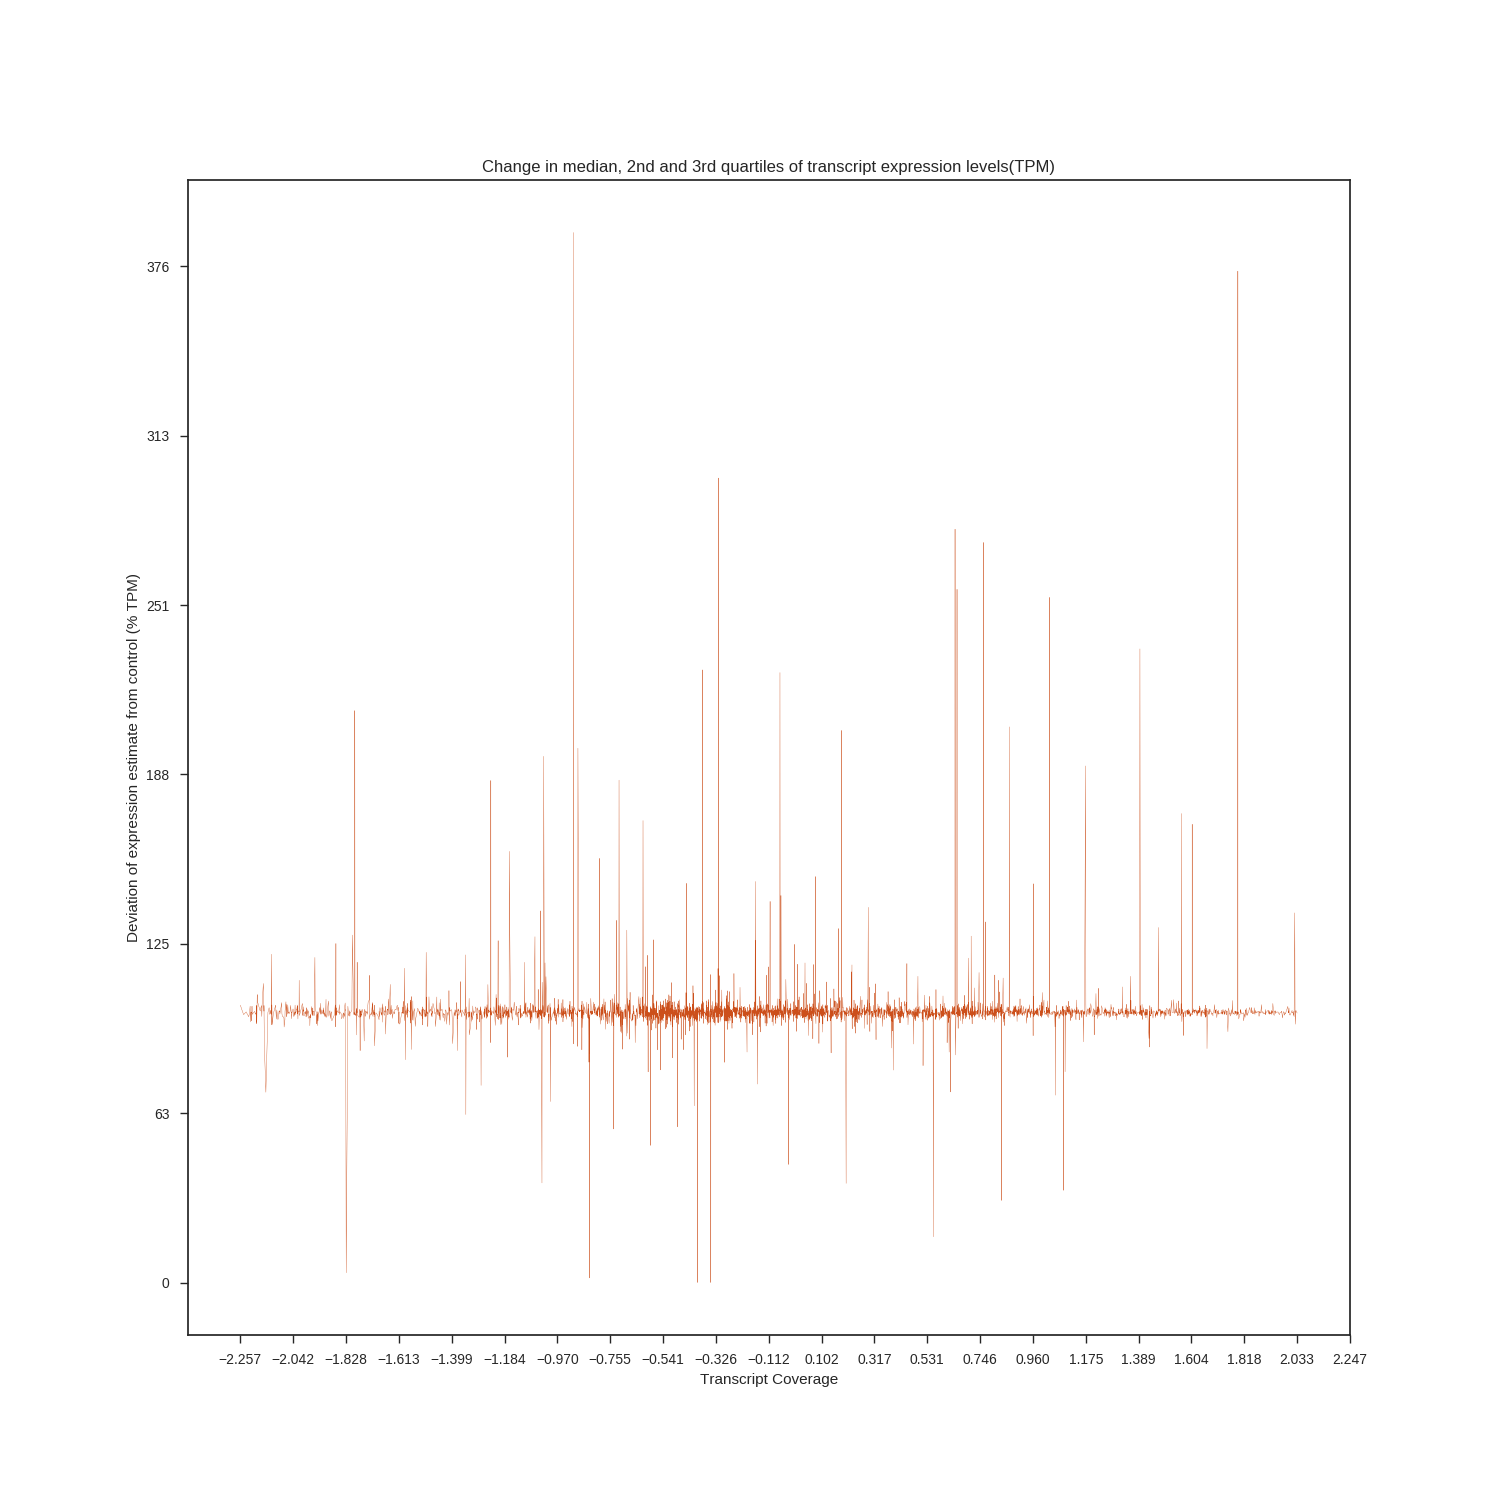 Change in median, 2nd and 3rd quartiles of transcript expression levels(TPM)
Deviation of expression estimate from control (% TPM)
376
313
251
188
125
63
0
−2.257 −2.042 −1.828 −1.613 −1.399 −1.184 −0.970 −0.755 −0.541 −0.326 −0.112 0.102 0.317 0.531 0.746 0.960 1.175 1.389 1.604 1.818 2.033 2.247
Transcript Coverage